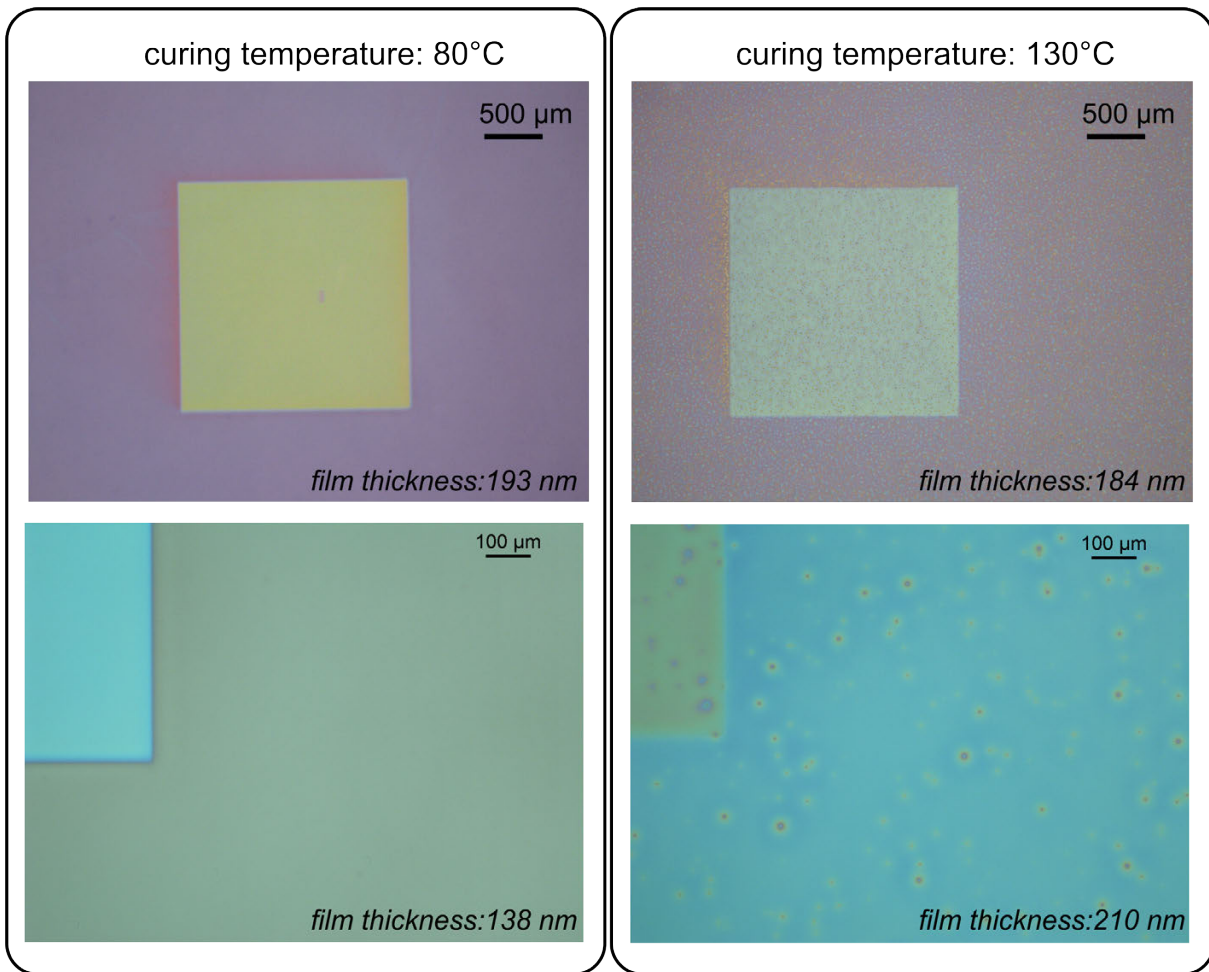 curing temperature: 80°C
500 µm
film thickness:193 nm
100 µm
film thickness:138 nm
curing temperature: 130°C
500 µm
film thickness:184 nm
100 µm
film thickness:210 nm